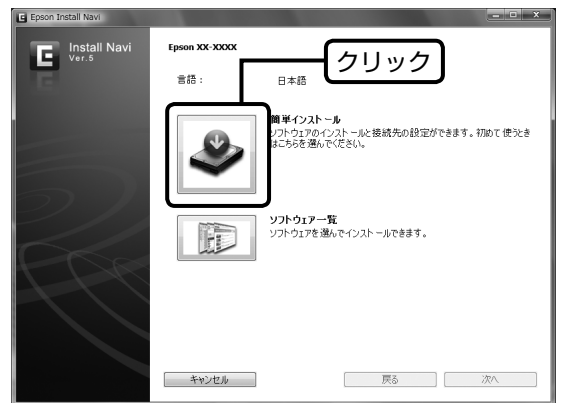 Epson Install Navi
Install Navi
Ver.5
Epson XX-XXXX
クリック
言語：
日本語
簡単インストール
ソフトウェアのインストールと接続先の設定ができます。初めて使うとき
はこちらを選んでください。
ソフトウェア一覧
ソフトウェアを選んでインストールできます。
キャンセル
戻る
次へ